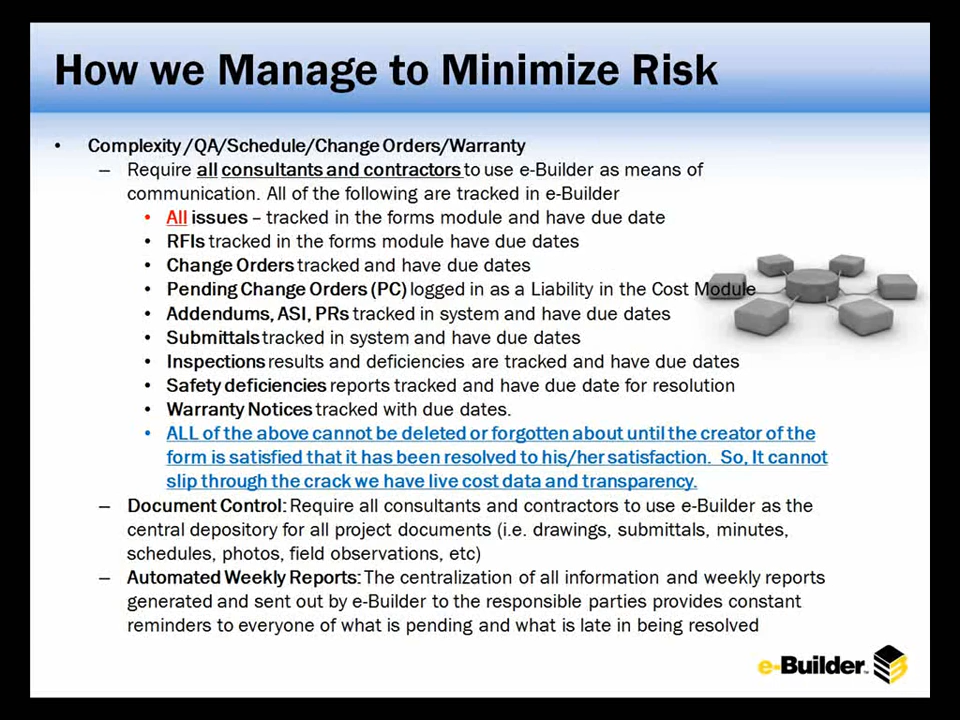 How we Manage to Minimize Risk
• Complexity /QA/Schedule/Change Orders/Warranty
– Require all consultants and contractors to use e-Builder as means of
communication. All of the following are tracked in e-Builder
• All issues – tracked in the forms module and have due date
• RFIs tracked in the forms module have due dates
• Change Orders tracked and have due dates
• Pending Change Orders (PC) logged in as a Liability in the Cost Module
• Addendums, ASI, PRs tracked in system and have due dates
• Submittals tracked in system and have due dates
• Inspections results and deficiencies are tracked and have due dates
• Safety deficiencies reports tracked and have due date for resolution
• Warranty Notices tracked with due dates.
• ALL of the above cannot be deleted or forgotten about until the creator of the
form is satisfied that it has been resolved to his/her satisfaction. So, It cannot
slip through the crack we have live cost data and transparency.
– Document Control: Require all consultants and contractors to use e-Builder as the
central depository for all project documents (i.e. drawings, submittals, minutes,
schedules, photos, field observations, etc)
– Automated Weekly Reports: The centralization of all information and weekly reports
generated and sent out by e-Builder to the responsible parties provides constant
reminders to everyone of what is pending and what is late in being resolved
e-Builder